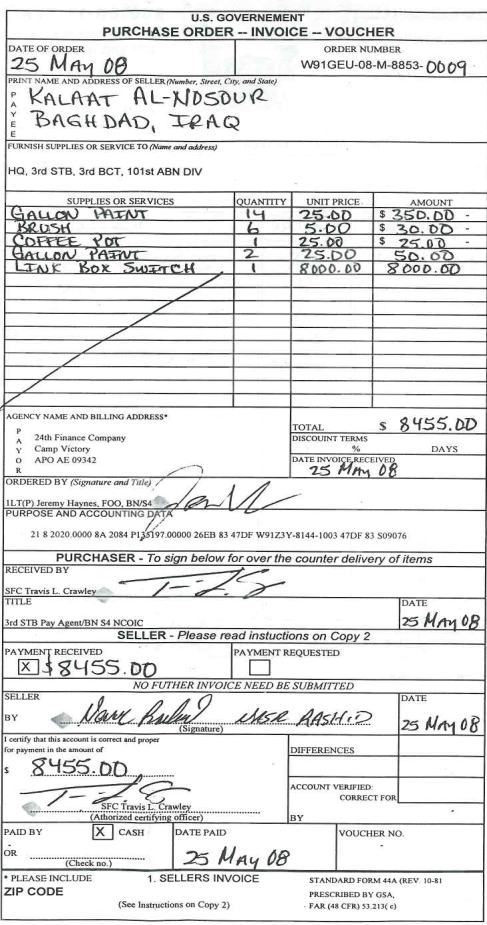 U.S. GOVERNEMENT
PURCHASE ORDER -- INVOICE -- VOUCHER
DATE OF ORDER
25 MAY 08
ORDER NUMBER
W91GEU-08-M-8853-0009
PRINT NAME AND ADDRESS OF SELLER (Number, Street, City, and State)
PAYEE
KALAAT AL-NOSOUR
BAGHDAD, IRAQ
FURNISH SUPPLIES OR SERVICE TO (Name and address)
HQ, 3rd STB, 3rd BCT, 101st ABN DIV
SUPPLIES OR SERVICES QUANTITY UNIT PRICE AMOUNT
GALLON PAINT 14 25.00 $ 350.00 -
BRUSH 6 5.00 $ 30.00 -
COFFEE POT 1 25.00 $ 25.00 -
GALLON PAINT 2 25.00 50.00
LINK BOX SWITCH 1 8000.00 8000.00
AGENCY NAME AND BILLING ADDRESS*
PAYOR
24th Finance Company
Camp Victory
APO AE 09342
TOTAL $ 8455.00
DISCOUINT TERMS
% DAYS
DATE INVOICE RECEIVED
25 MAY 08
ORDERED BY (Signature and Title)
1LT(P) Jeremy Haynes, FOO, BN/S4
PURPOSE AND ACCOUNTING DATA
21 8 2020.0000 8A 2084 P135197.00000 26EB 83 47DF W91Z3Y-8144-1003 47DF 83 S09076
PURCHASER - To sign below for over the counter delivery of items
RECEIVED BY
SFC Travis L. Crawley
TITLE
3rd STB Pay Agent/BN S4 NCOIC
DATE
25 MAY 08
SELLER - Please read instuctions on Copy 2
PAYMENT RECEIVED
X $8455.00
PAYMENT REQUESTED
NO FUTHER INVOICE NEED BE SUBMITTED
SELLER
BY NASR RASHID
(Signature)
DATE
25 MAY 08
I certify that this account is correct and proper
for payment in the amount of
$ 8455.00
SFC Travis L. Crawley
(Athorized certifying officer)
DIFFERENCES
ACCOUNT VERIFIED:
CORRECT FOR
BY
PAID BY X CASH
OR
(Check no.)
DATE PAID
25 MAY 08
VOUCHER NO.
* PLEASE INCLUDE
ZIP CODE
1. SELLERS INVOICE
(See Instructions on Copy 2)
STANDARD FORM 44A (REV. 10-81
PRESCRIBED BY GSA,
FAR (48 CFR) 53.213( c)